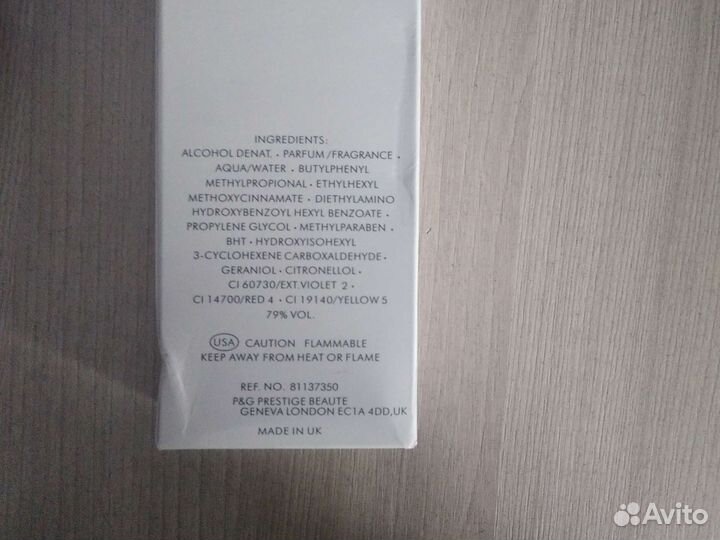 INGREDIENTS:
ALCOHOL DENAT. • PARFUM/FRAGRANCE •
AQUA/WATER • BUTYLPHENYL
METHYLPROPIONAL • ETHYLHEXYL
METHOXYCINNAMATE • DIETHYLAMINO
HYDROXYBENZOYL HEXYL BENZOATE •
PROPYLENE GLYCOL • METHYLPARABEN •
BHT • HYDROXYISOHEXYL
3-CYCLOHEXENE CARBOXALDEHYDE •
GERANIOL • CITRONELLOL •
CI 60730/EXT. VIOLET 2 •
CI 14700/RED 4 • CI 19140/YELLOW 5
79% VOL.
USA CAUTION FLAMMABLE
KEEP AWAY FROM HEAT OR FLAME
REF. NO. 81137350
P&G PRESTIGE BEAUTE
GENEVA LONDON EC1A 4DD,UK
MADE IN UK
Avito